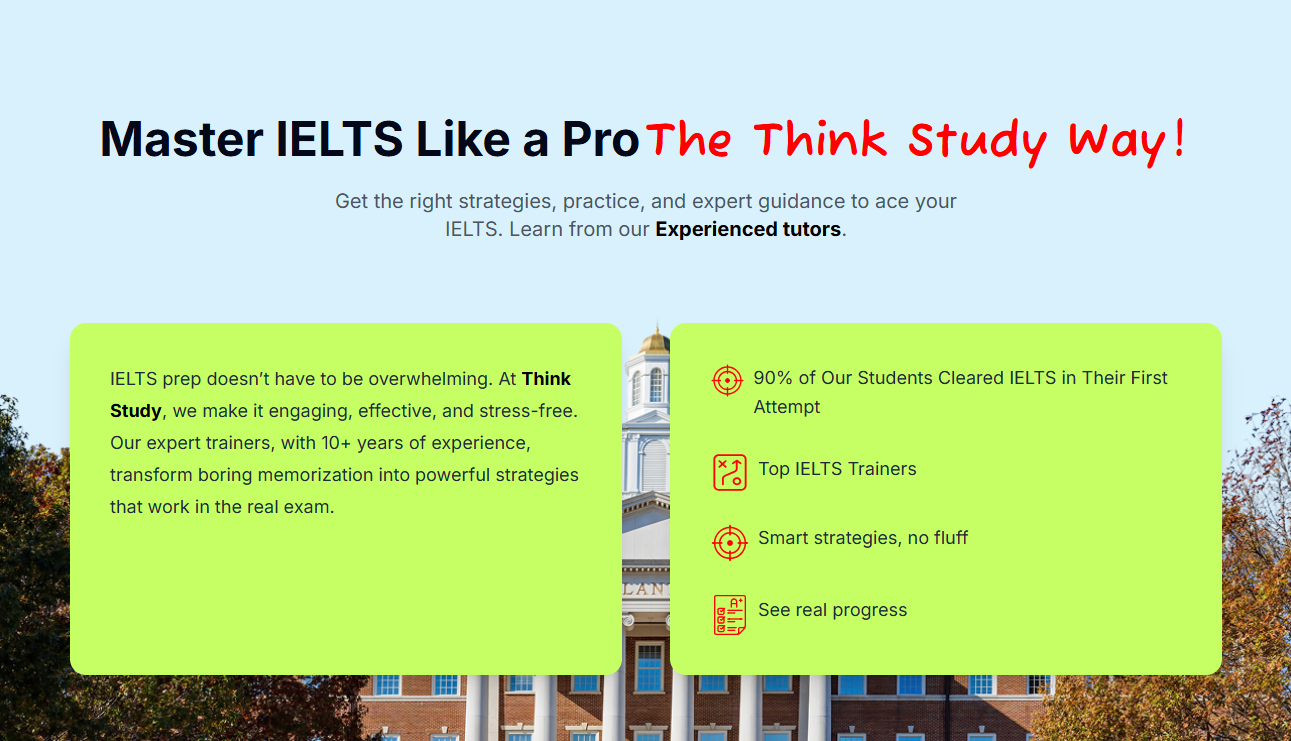 Master IELTS Like a Pro The Think Study Way!
Get the right strategies, practice, and expert guidance to ace your
IELTS. Learn from our Experienced tutors.
IELTS prep doesn’t have to be overwhelming. At Think
Study, we make it engaging, effective, and stress-free.
Our expert trainers, with 10+ years of experience,
transform boring memorization into powerful strategies
that work in the real exam.
90% of Our Students Cleared IELTS in Their First
Attempt
Top IELTS Trainers
Smart strategies, no fluff
A+
See real progress
LAN